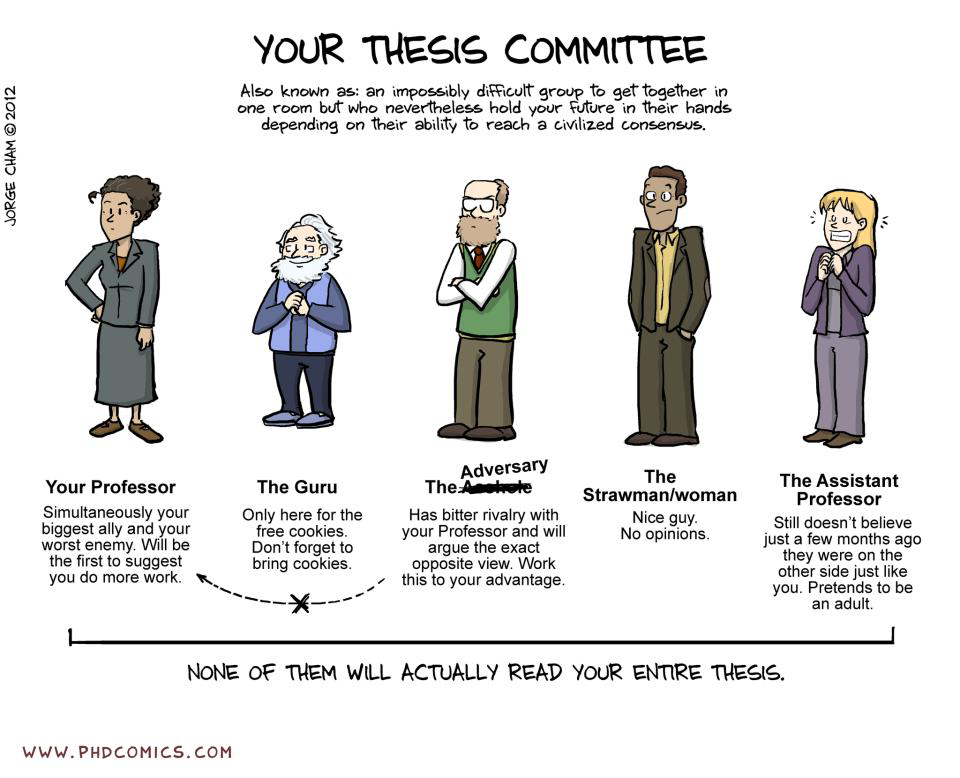 YOUR THESIS COMMITTEE
Also known as: an impossibly difficult group to get together in
one room but who nevertheless hold your future in their hands
depending on their ability to reach a civilized consensus.
JORGE CHAM © 2012
Your Professor
Simultaneously your
biggest ally and your
worst enemy. Will be
the first to suggest
you do more work.
The Guru
Only here for the
free cookies.
Don't forget to
bring cookies.
Adversary
The Asshole
Has bitter rivalry with
your Professor and will
argue the exact
opposite view. Work
this to your advantage.
The
Strawman/woman
Nice guy.
No opinions.
The Assistant
Professor
Still doesn't believe
just a few months ago
they were on the
other side just like
you. Pretends to be
an adult.
NONE OF THEM WILL ACTUALLY READ YOUR ENTIRE THESIS.
WWW.PHDCOMICS.COM